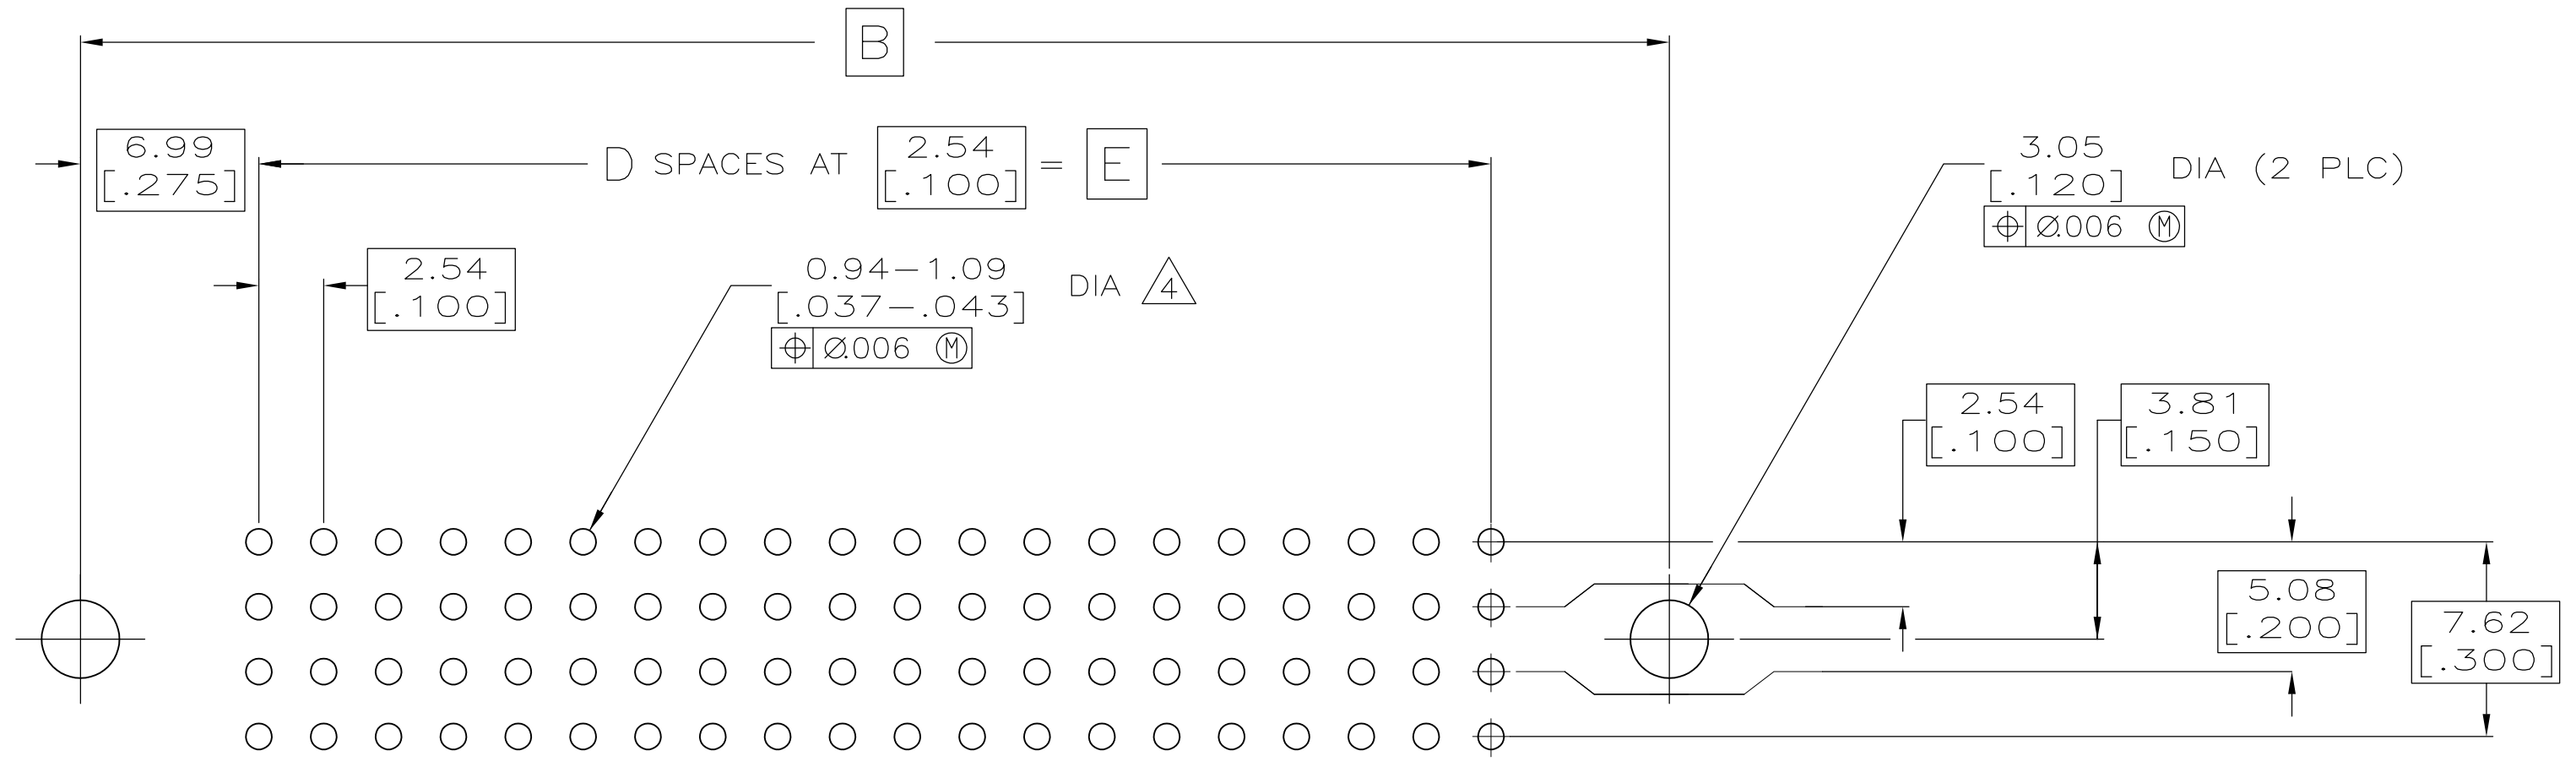 B
6.99
[.275]
D SPACES AT
2.54
[.100]
= E
3.05
[.120]
DIA (2 PLC)
⌖ Ø.006 Ⓜ
2.54
[.100]
0.94-1.09
[.037-.043]
DIA 4
⌖ Ø.006 Ⓜ
2.54
[.100]
3.81
[.150]
5.08
[.200]
7.62
[.300]